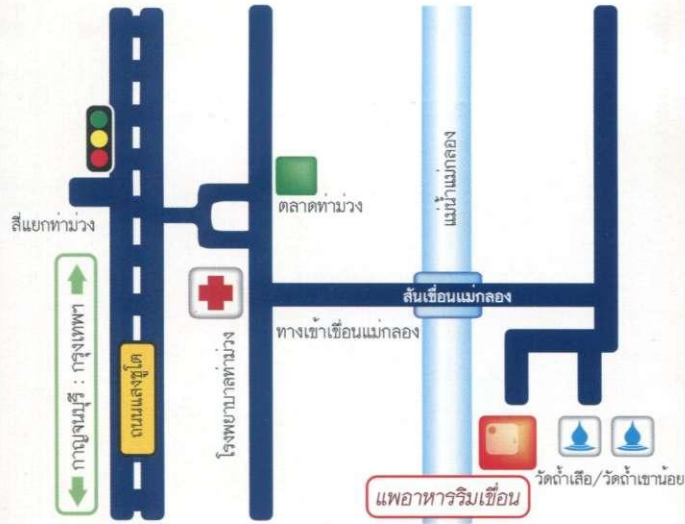 สี่แยกท่าม่วง
กาญจนบุรี : กรุงเทพฯ
ถนนแสงชูโต
โรงพยาบาลท่าม่วง
ตลาดท่าม่วง
ทางเข้าเขื่อนแม่กลอง
แม่น้ำแม่กลอง
สันเขื่อนแม่กลอง
แพอาหารริมเขื่อน
วัดถ้ำเสือ/วัดถ้ำเขาน้อย